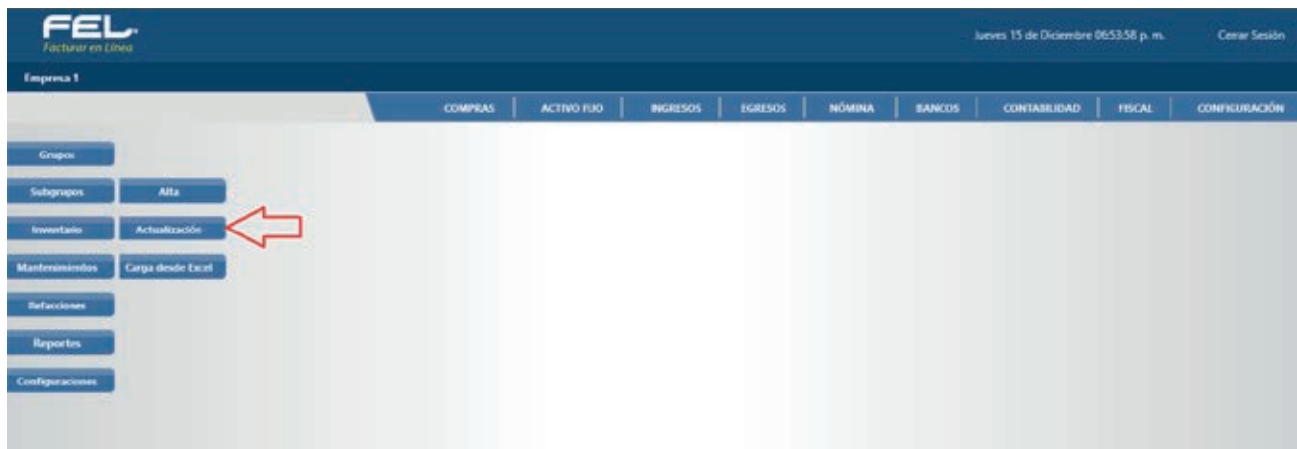 FEL
Facturar en Línea
Jueves 15 de Diciembre 06:53:58 p. m. Cerrar Sesión
Empresa 1
COMPRAS ACTIVO FIJO INGRESOS EGRESOS NÓMINA BANCOS CONTABILIDAD FISCAL CONFIGURACIÓN
Grupos
Subgrupos Alta
Inventario Actualización
Mantenimientos Carga desde Excel
Refacciones
Reportes
Configuraciones